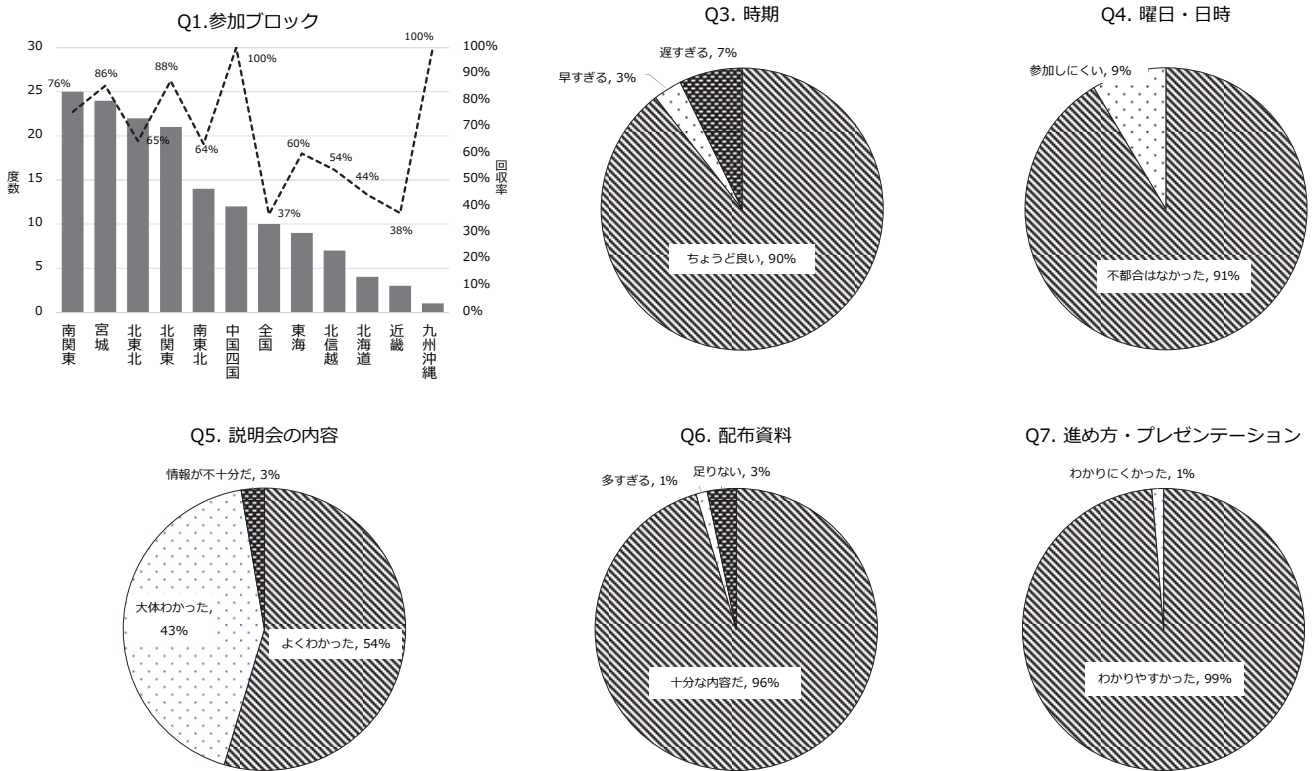 Q1.参加ブロック
30
25
20
15
10
5
0
度数
100%
90%
80%
70%
60%
50%
40%
30%
20%
10%
0%
回収率
76%
86%
65%
88%
64%
100%
37%
60%
54%
44%
38%
100%
南関東
宮城
北東北
北関東
南東北
中国四国
全国
東海
北信越
北海道
近畿
九州沖縄
Q3. 時期
遅すぎる, 7%
早すぎる, 3%
ちょうど良い, 90%
Q4. 曜日・日時
参加しにくい, 9%
不都合はなかった, 91%
Q5. 説明会の内容
情報が不十分だ, 3%
大体わかった,
43%
よくわかった, 54%
Q6. 配布資料
多すぎる, 1%
足りない, 3%
十分な内容だ, 96%
Q7. 進め方・プレゼンテーション
わかりにくかった, 1%
わかりやすかった, 99%